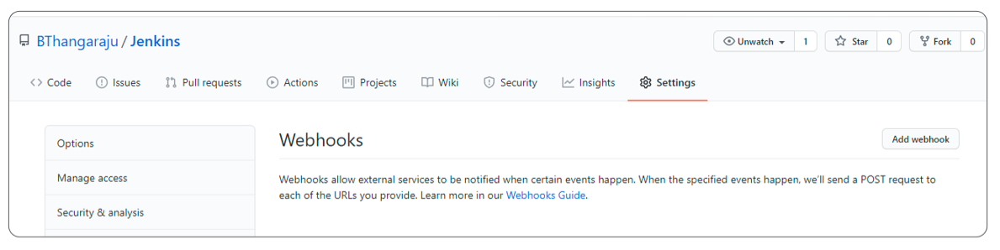 BThangaraju / Jenkins
Unwatch 1 Star 0 Fork 0
Code Issues Pull requests Actions Projects Wiki Security Insights Settings
Options
Webhooks
Add webhook
Manage access
Webhooks allow external services to be notified when certain events happen. When the specified events happen, we'll send a POST request to
each of the URLs you provide. Learn more in our Webhooks Guide.
Security & analysis